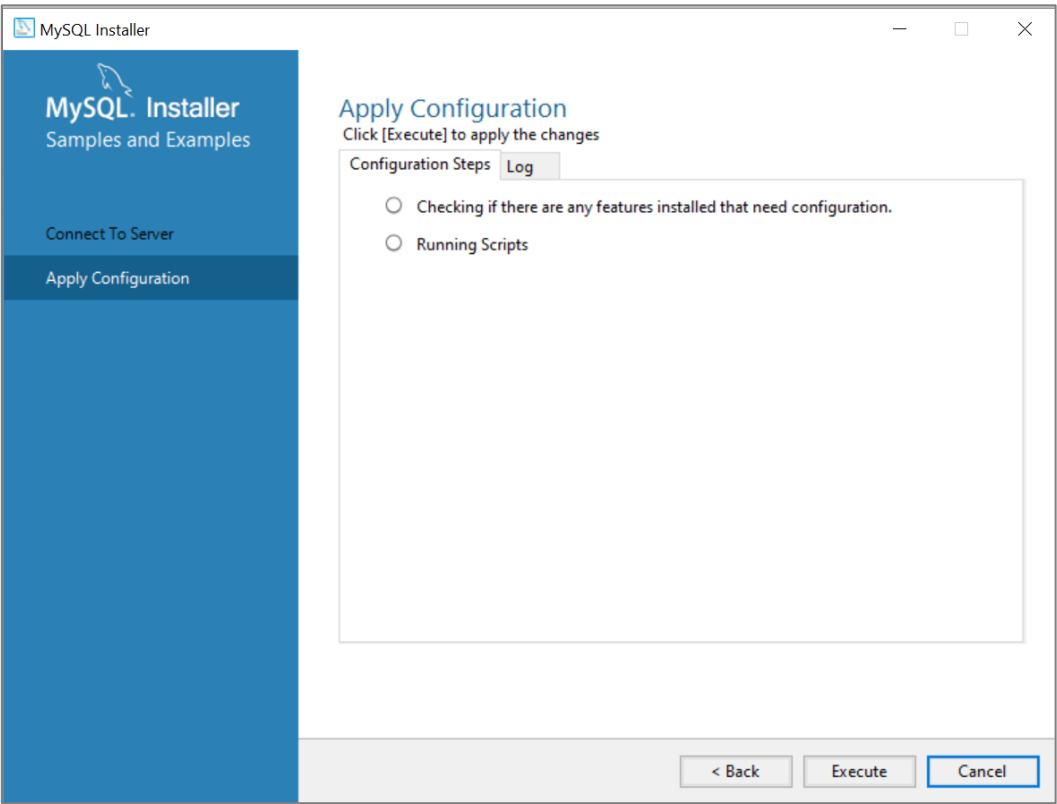 MySQL Installer
MySQL. Installer
Samples and Examples
Connect To Server
Apply Configuration
Apply Configuration
Click [Execute] to apply the changes
Configuration Steps
Log
Checking if there are any features installed that need configuration.
Running Scripts
< Back
Execute
Cancel